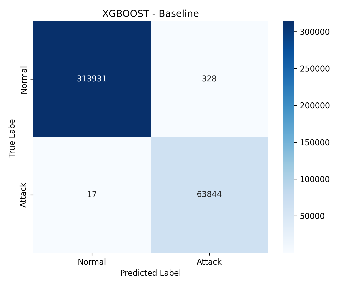 XGBOOST - Baseline
True Label
Normal
313931
328
Attack
17
63844
Normal
Attack
Predicted Label
300000
250000
200000
150000
100000
50000